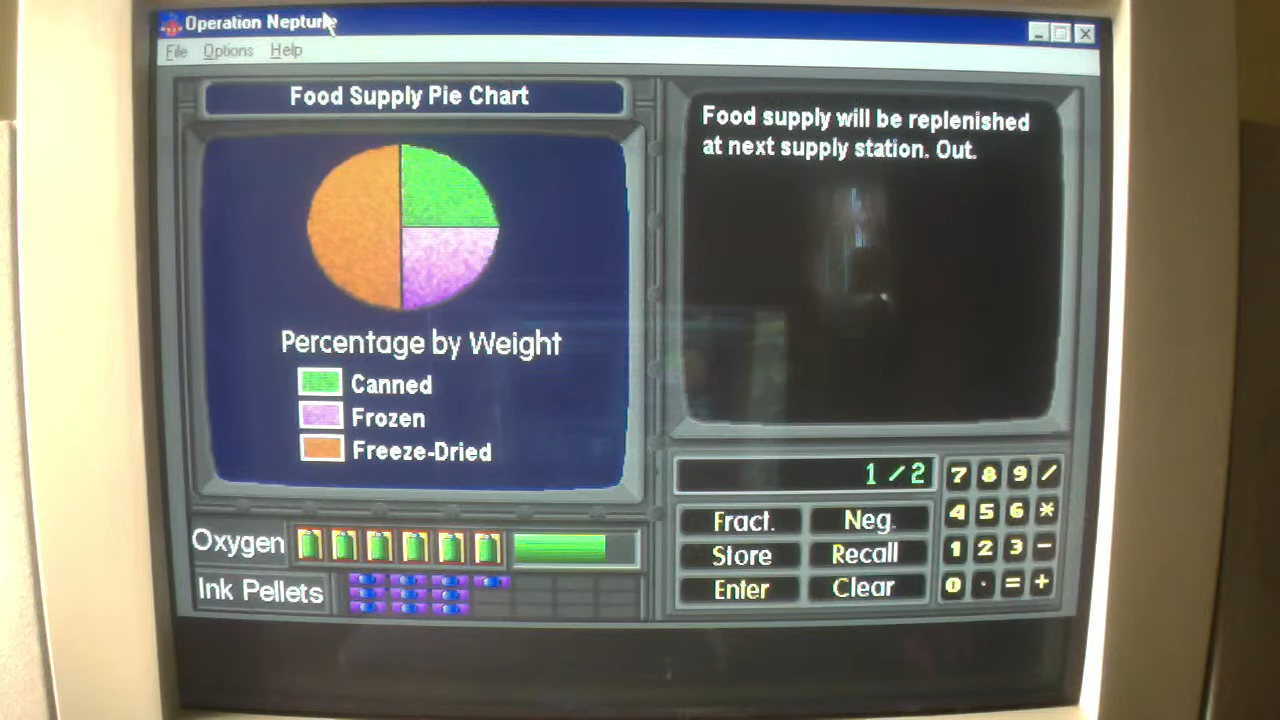 Operation Neptune
File Options Help
Food Supply Pie Chart
Percentage by Weight
Canned
Frozen
Freeze-Dried
Food supply will be replenished
at next supply station. Out.
Oxygen
Ink Pellets
1/2
Fract. Neg.
Store Recall
Enter Clear
7 8 9 /
4 5 6 *
1 2 3 -
0 . = +